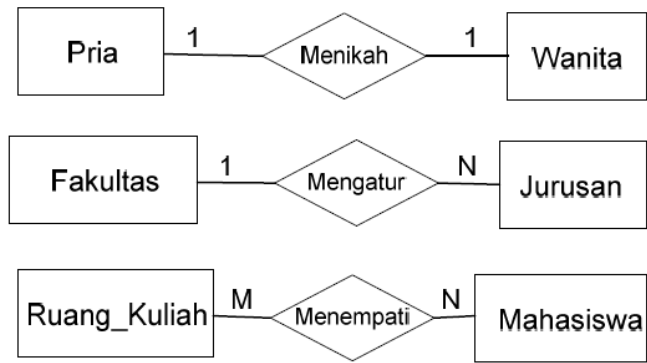 Pria 1 Menikah 1 Wanita
Fakultas 1 Mengatur N Jurusan
Ruang_Kuliah M Menempati N Mahasiswa